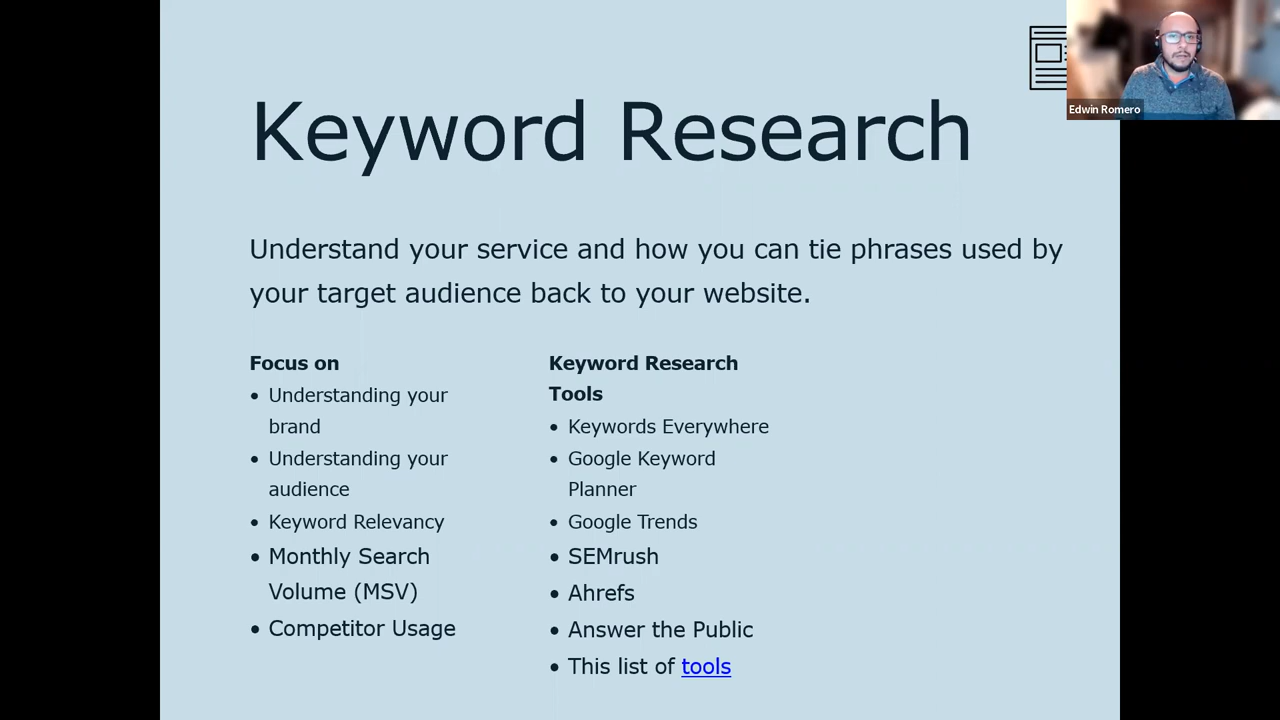 Keyword Research
Edwin Romero
Understand your service and how you can tie phrases used by
your target audience back to your website.
Focus on
• Understanding your
brand
• Understanding your
audience
• Keyword Relevancy
• Monthly Search
Volume (MSV)
• Competitor Usage
Keyword Research
Tools
• Keywords Everywhere
• Google Keyword
Planner
• Google Trends
• SEMrush
• Ahrefs
• Answer the Public
• This list of tools